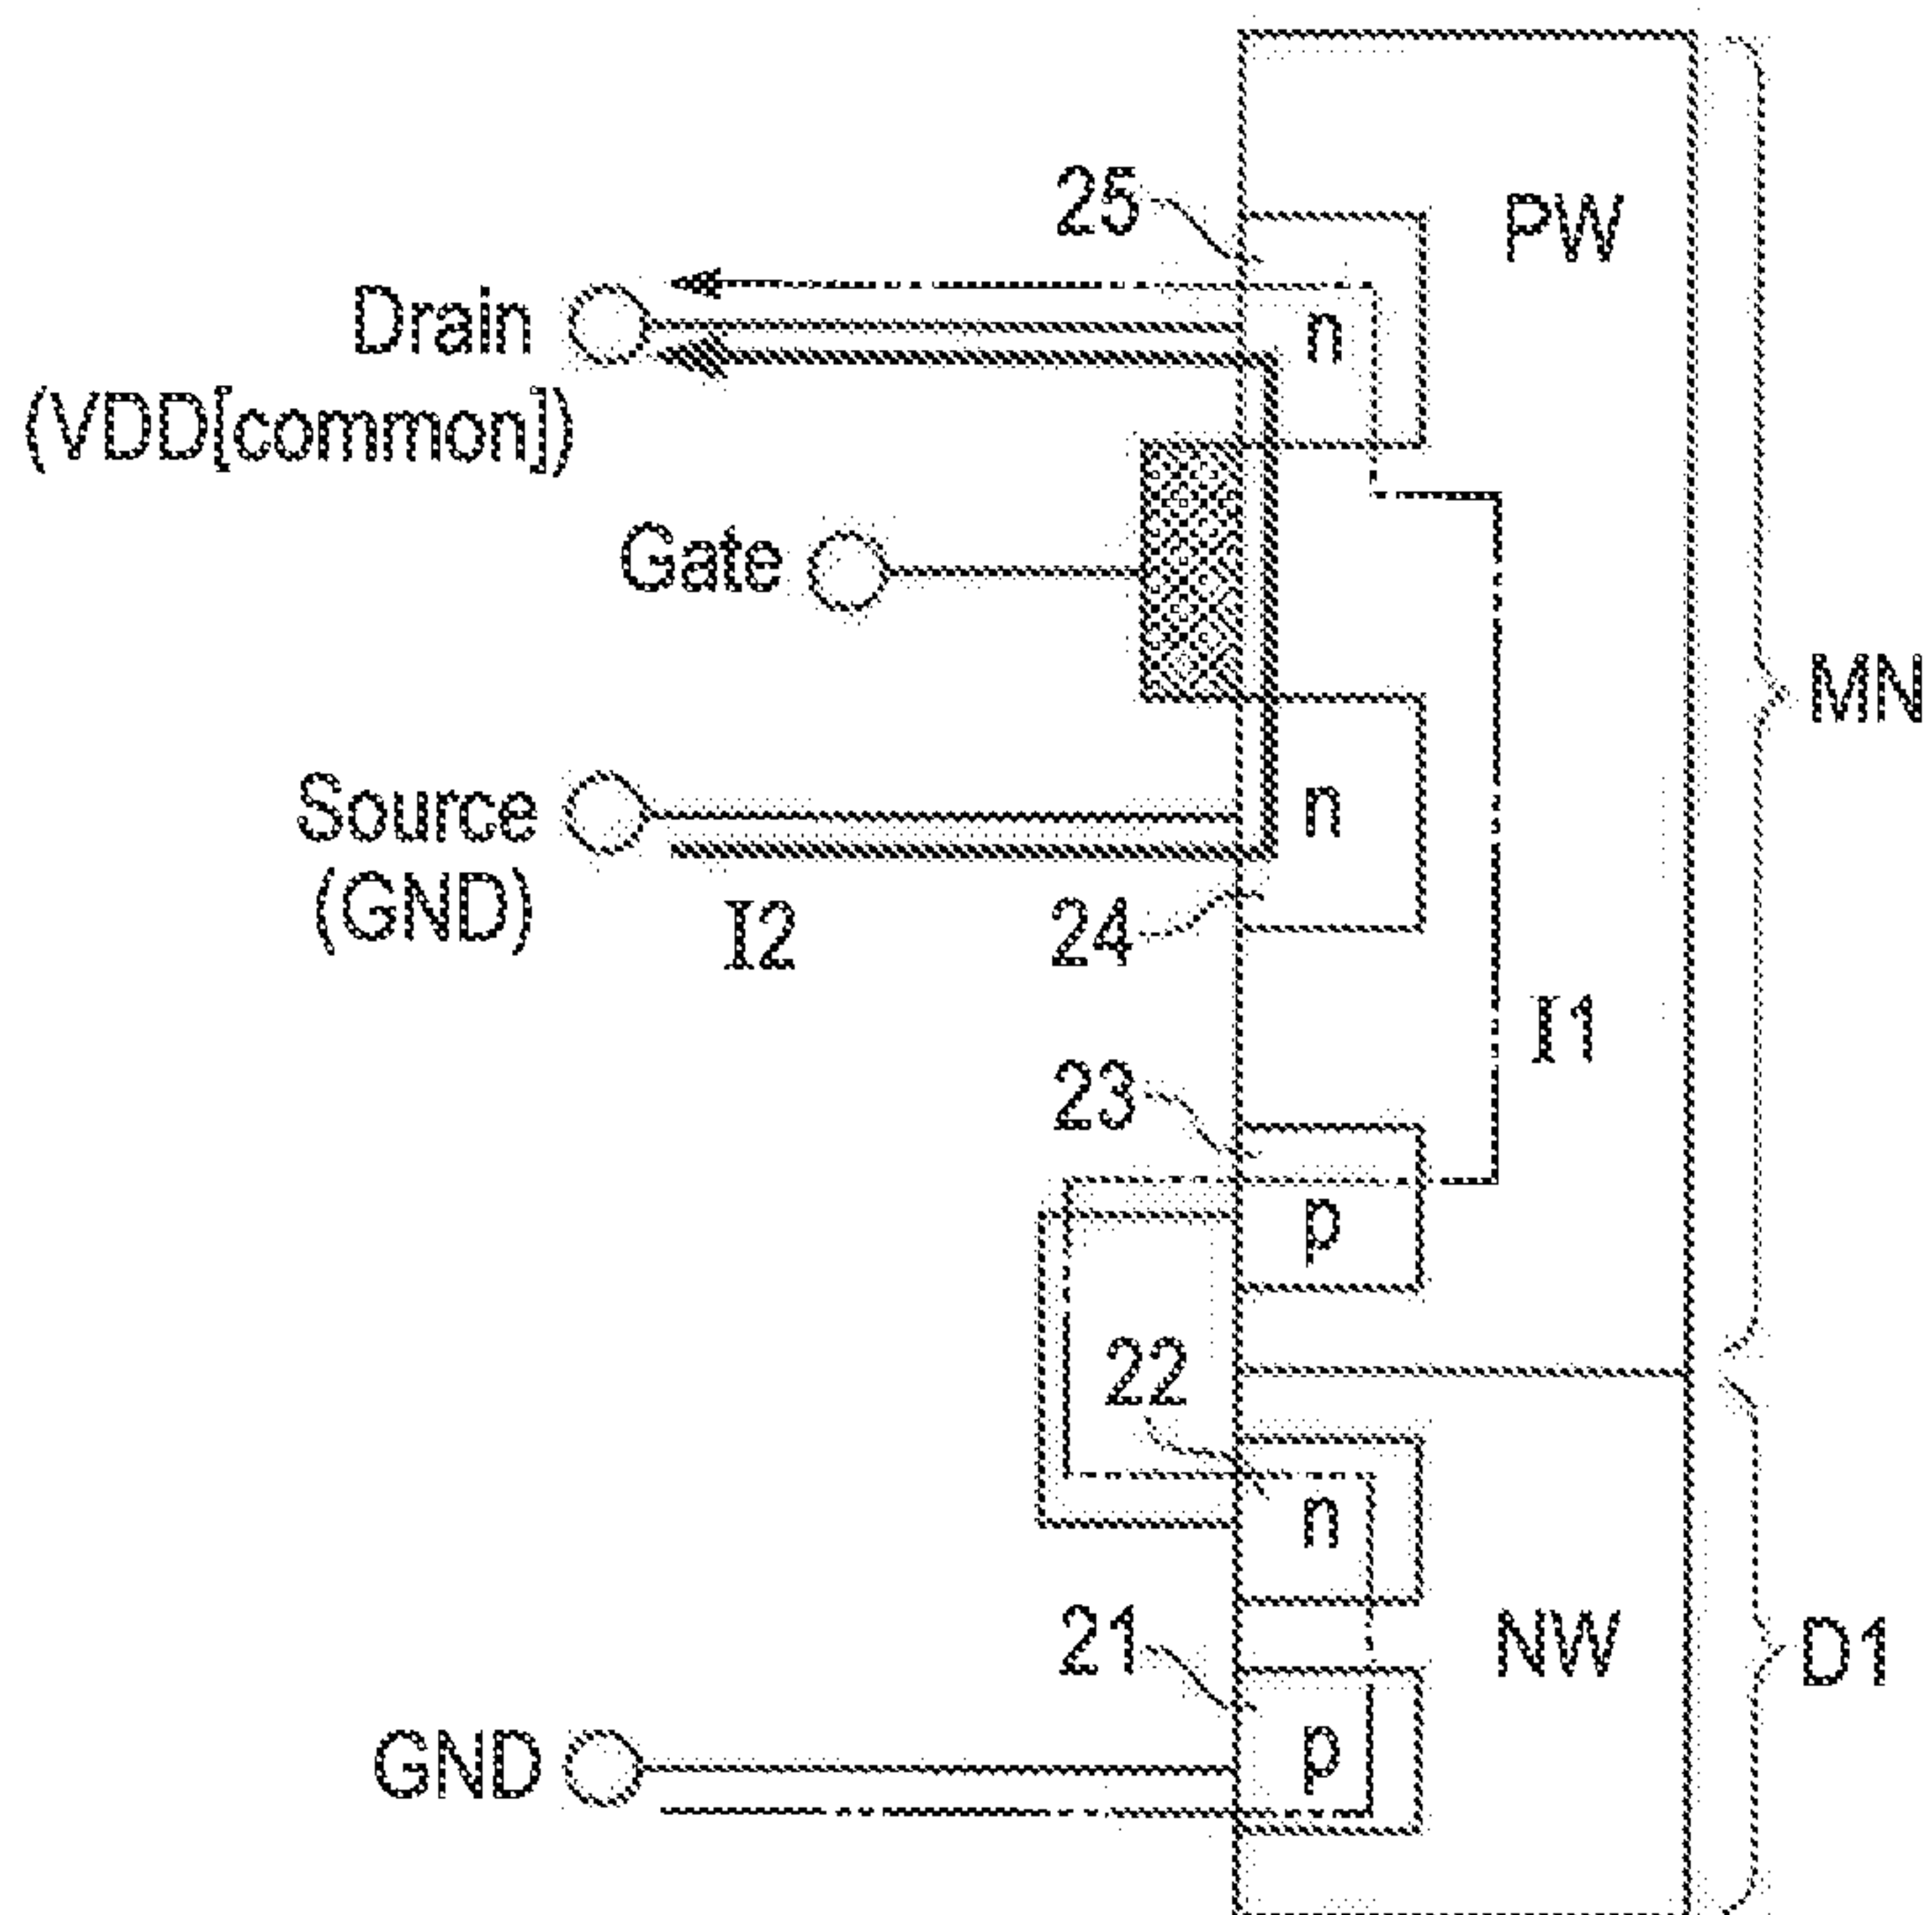 25
PW
Drain
(VDD[common])
n
Gate
MN
Source
(GND)
n
I2
24
I1
23
p
22
n
21
NW
D1
GND
p